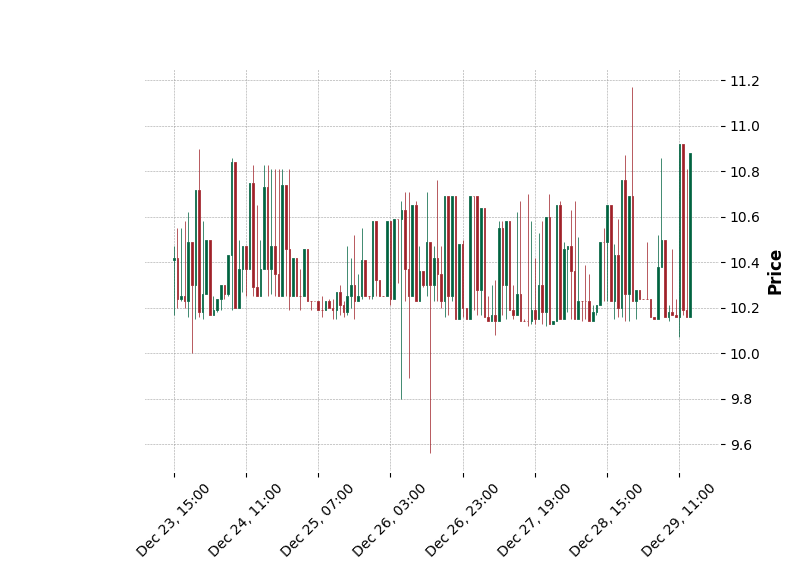 11.2
11.0
10.8
10.6
10.4
10.2
10.0
9.8
9.6
Price
Dec 23, 15:00
Dec 24, 11:00
Dec 25, 07:00
Dec 26, 03:00
Dec 26, 23:00
Dec 27, 19:00
Dec 28, 15:00
Dec 29, 11:00